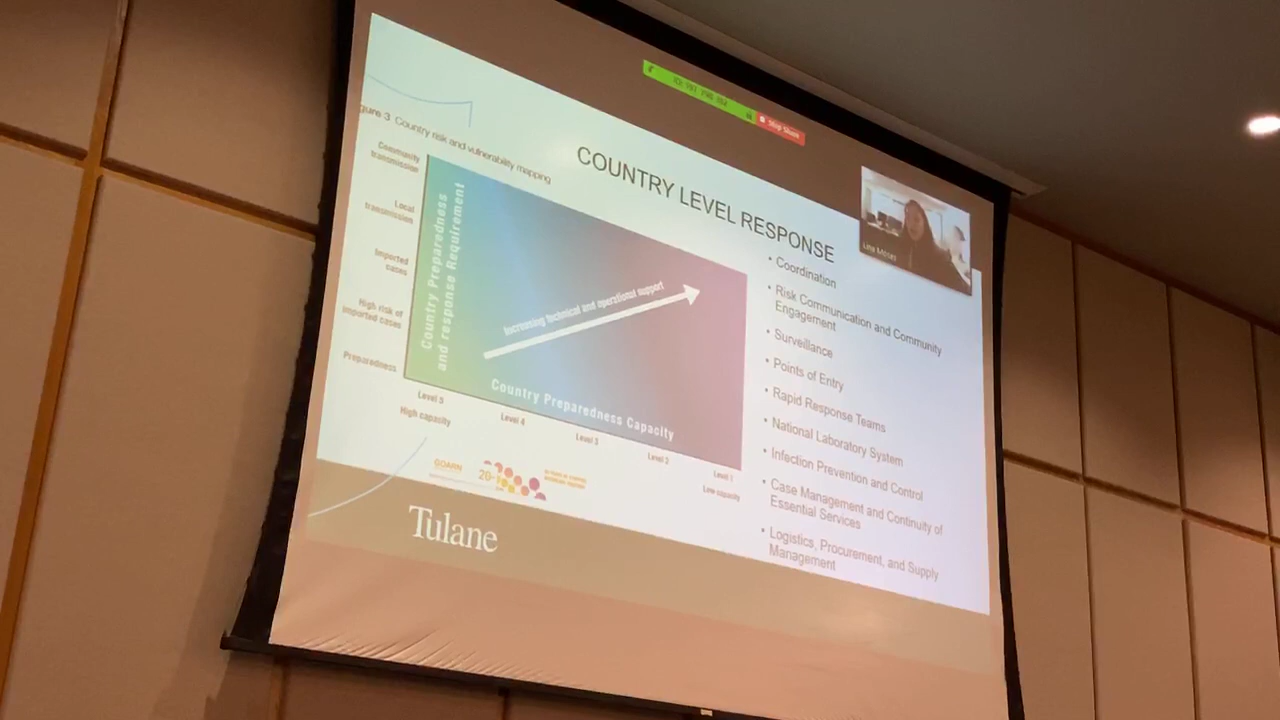 Stop Share
gure 3 Country risk and vulnerability mapping
COUNTRY LEVEL RESPONSE
Lina Moses
Community
transmission
Local
transmission
Imported
cases
High risk of
imported cases
Preparedness
Country Preparedness
and response Requirement
Increasing technical and operational support
Country Preparedness Capacity
Level 5
High capacity
Level 4
Level 3
Level 2
Level 1
Low capacity
• Coordination
• Risk Communication and Community
Engagement
• Surveillance
• Points of Entry
• Rapid Response Teams
• National Laboratory System
• Infection Prevention and Control
• Case Management and Continuity of
Essential Services
• Logistics, Procurement, and Supply
Management
GOARN
20
Tulane